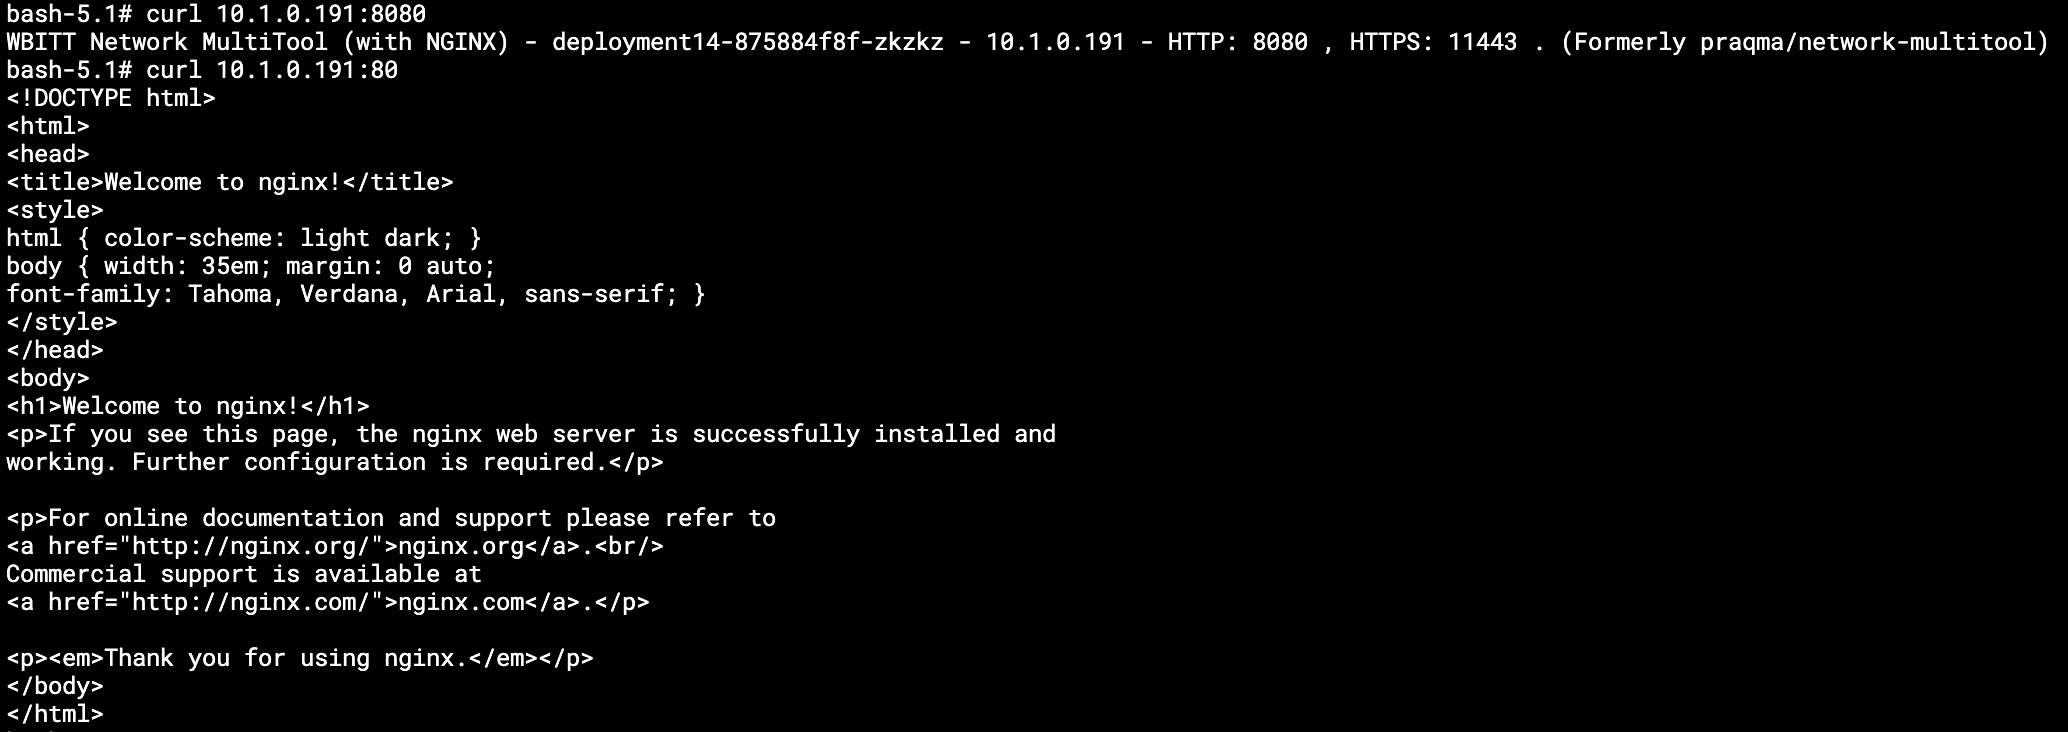 bash-5.1# curl 10.1.0.191:8080
WBITT Network MultiTool (with NGINX) - deployment14-875884f8f-zkzkz - 10.1.0.191 - HTTP: 8080 , HTTPS: 11443 . (Formerly praqma/network-multitool)
bash-5.1# curl 10.1.0.191:80
<!DOCTYPE html>
<html>
<head>
<title>Welcome to nginx!</title>
<style>
html { color-scheme: light dark; }
body { width: 35em; margin: 0 auto;
font-family: Tahoma, Verdana, Arial, sans-serif; }
</style>
</head>
<body>
<h1>Welcome to nginx!</h1>
<p>If you see this page, the nginx web server is successfully installed and
working. Further configuration is required.</p>

<p>For online documentation and support please refer to
<a href="http://nginx.org/">nginx.org</a>.<br/>
Commercial support is available at
<a href="http://nginx.com/">nginx.com</a>.</p>

<p><em>Thank you for using nginx.</em></p>
</body>
</html>